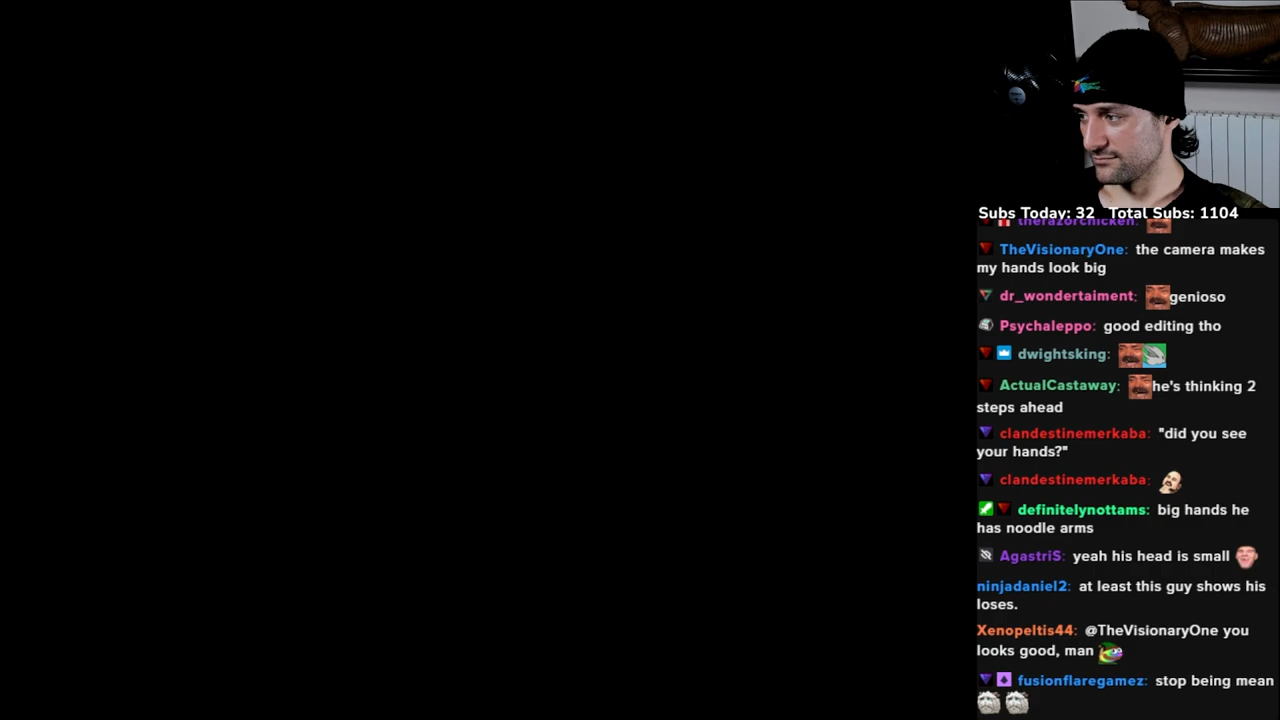 Subs Today: 32 Total Subs: 1104
therazorchicken:
TheVisionaryOne: the camera makes
my hands look big
dr_wondertaiment: genioso
Psychaleppo: good editing tho
dwightsking:
ActualCastaway: he's thinking 2
steps ahead
clandestinemerkaba: "did you see
your hands?"
clandestinemerkaba:
definitelynottams: big hands he
has noodle arms
AgastriS: yeah his head is small
ninjadaniel2: at least this guy shows his
loses.
Xenopeltis44: @TheVisionaryOne you
looks good, man
fusionflaregamez: stop being mean